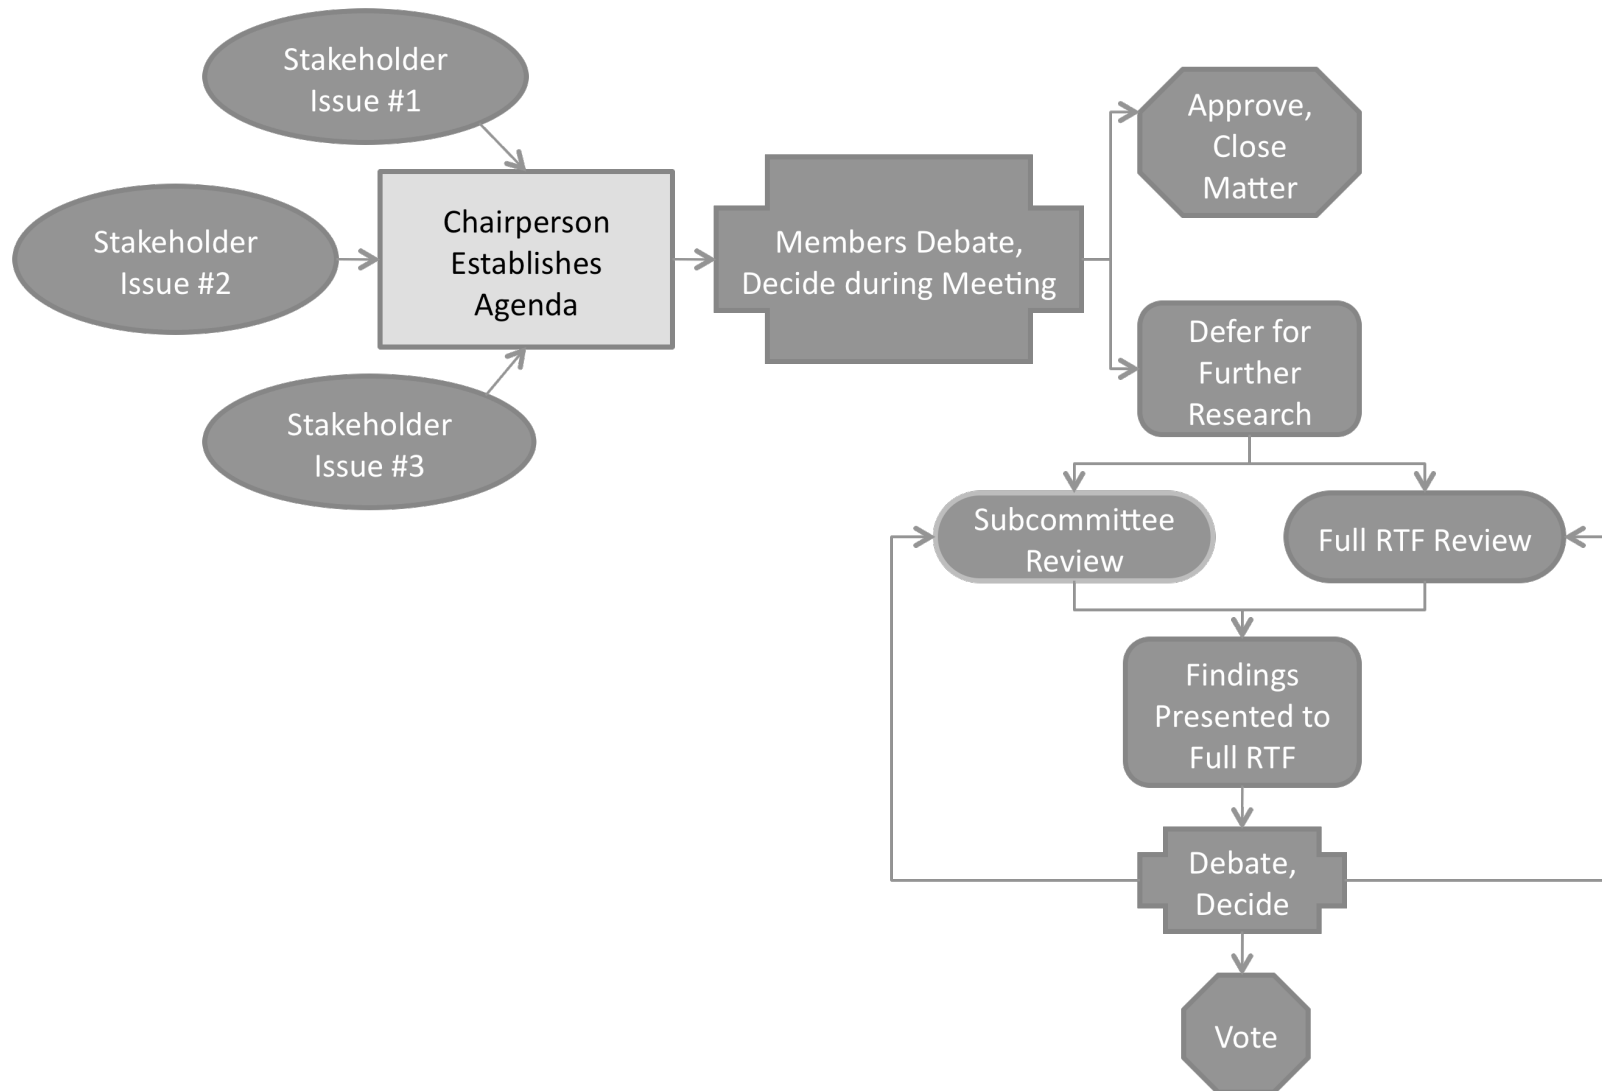 Stakeholder
Issue #1
Stakeholder
Issue #2
Stakeholder
Issue #3
Chairperson
Establishes
Agenda
Members Debate,
Decide during Meeting
Approve,
Close
Matter
Defer for
Further
Research
Subcommittee
Review
Full RTF Review
Findings
Presented to
Full RTF
Debate,
Decide
Vote